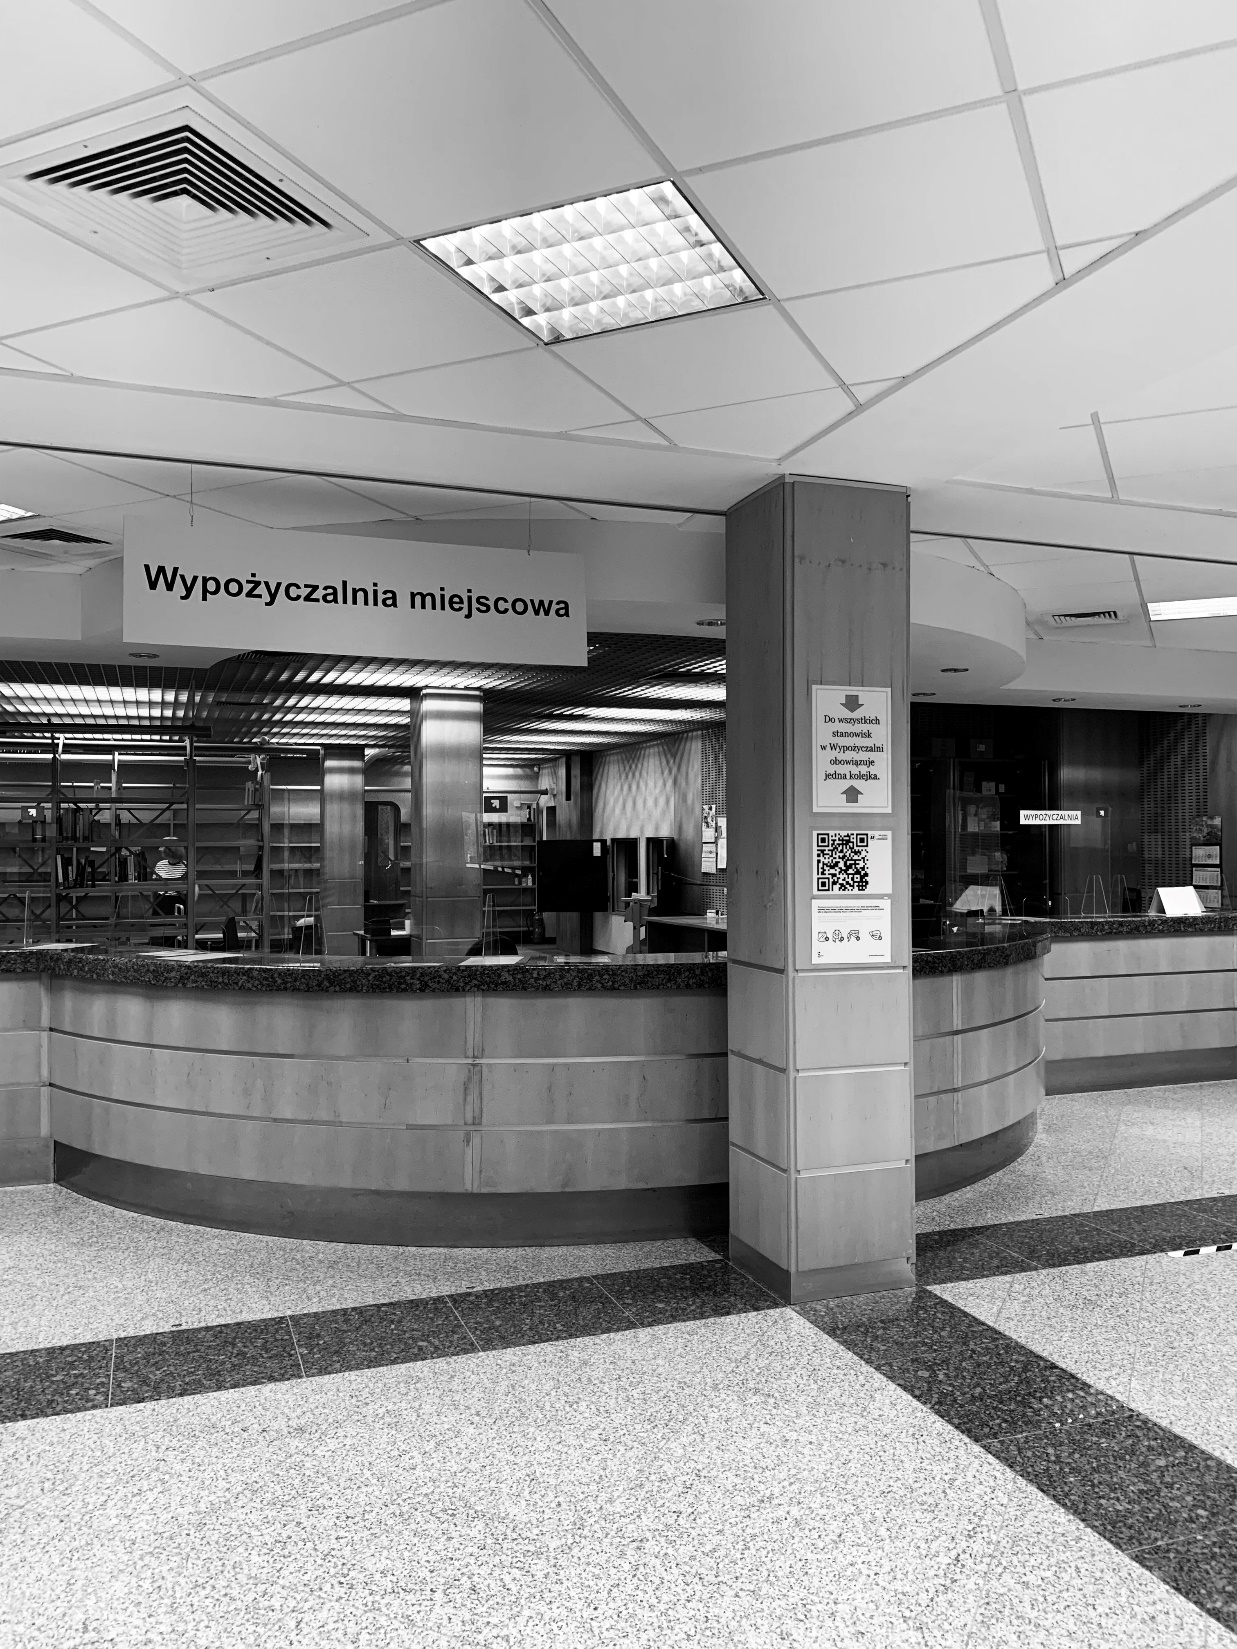 Wypożyczalnia miejscowa
Do wszystkich
stanowisk
w Wypożyczalni
obowiązuje
jedna kolejka.
WYPOŻYCZALNIA